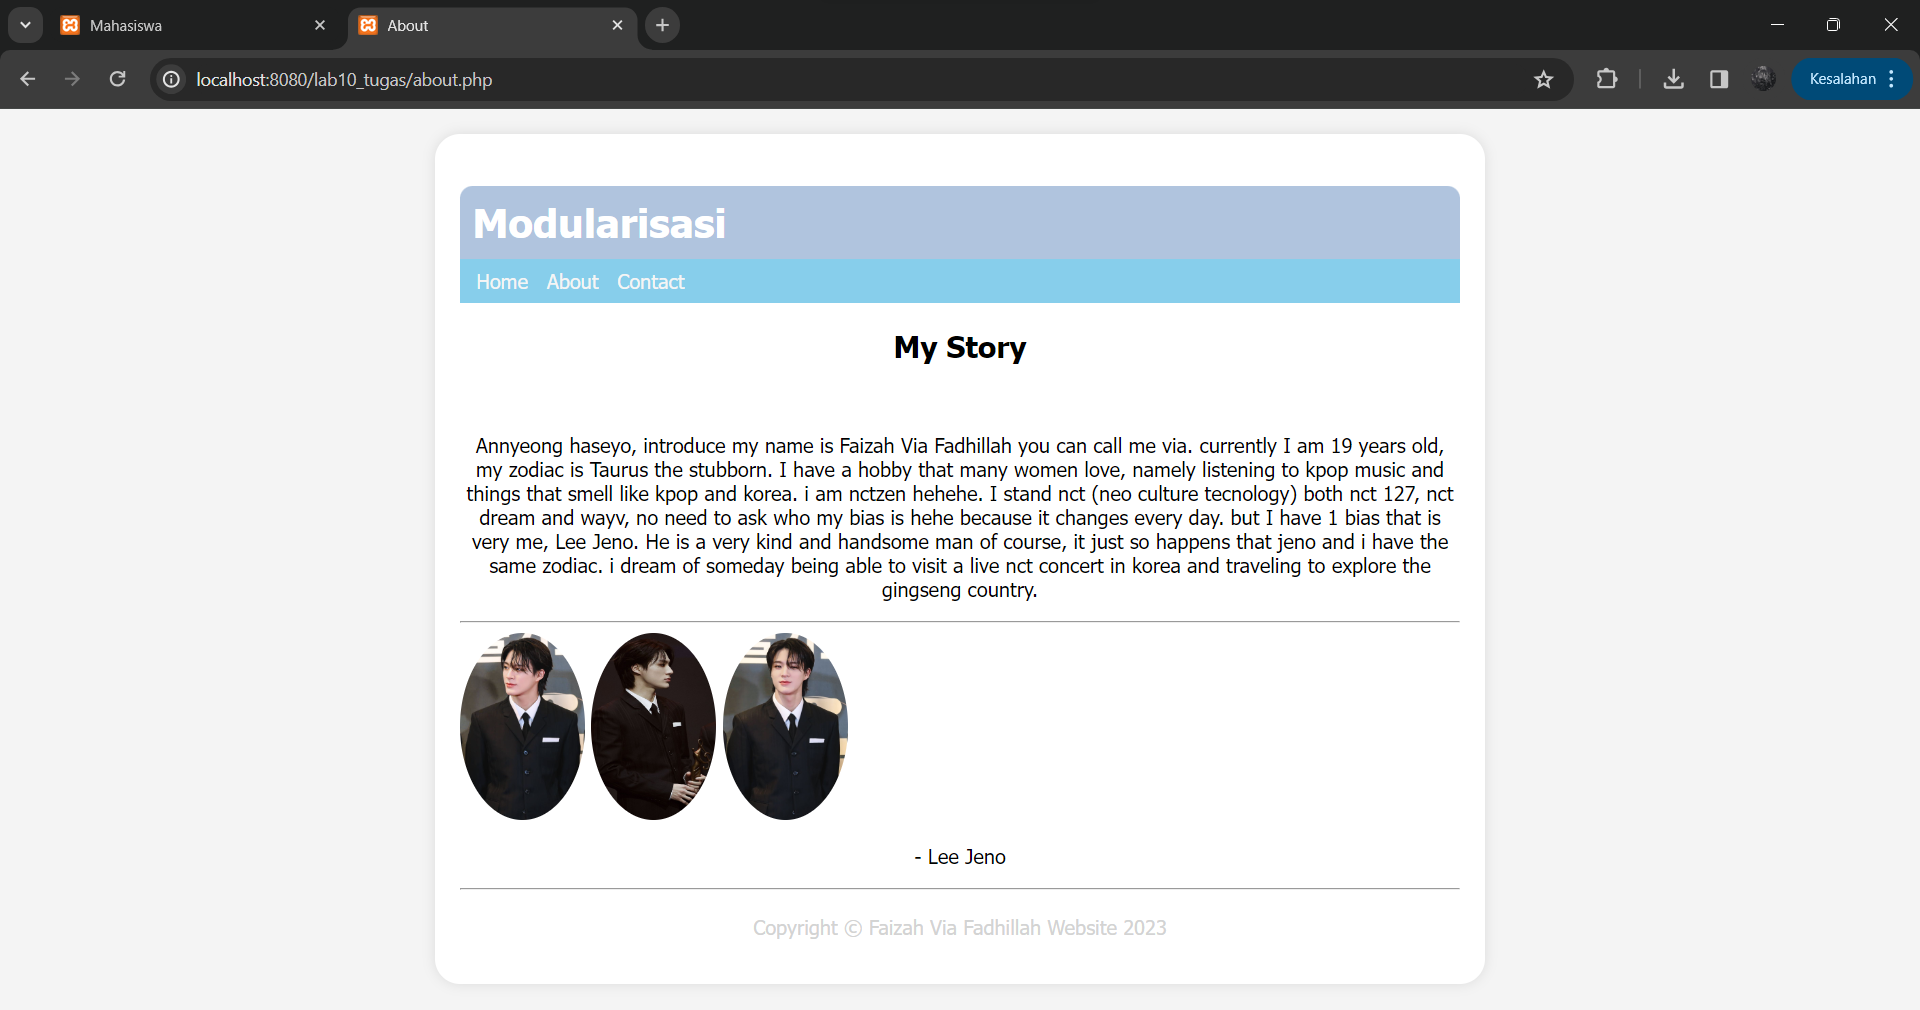 Mahasiswa
About
localhost:8080/lab10_tugas/about.php
Kesalahan
Modularisasi
Home About Contact
My Story
Annyeong haseyo, introduce my name is Faizah Via Fadhillah you can call me via. currently I am 19 years old,
my zodiac is Taurus the stubborn. I have a hobby that many women love, namely listening to kpop music and
things that smell like kpop and korea. i am nctzen hehehe. I stand nct (neo culture tecnology) both nct 127, nct
dream and wayv, no need to ask who my bias is hehe because it changes every day. but I have 1 bias that is
very me, Lee Jeno. He is a very kind and handsome man of course, it just so happens that jeno and i have the
same zodiac. i dream of someday being able to visit a live nct concert in korea and traveling to explore the
gingseng country.
- Lee Jeno
Copyright © Faizah Via Fadhillah Website 2023